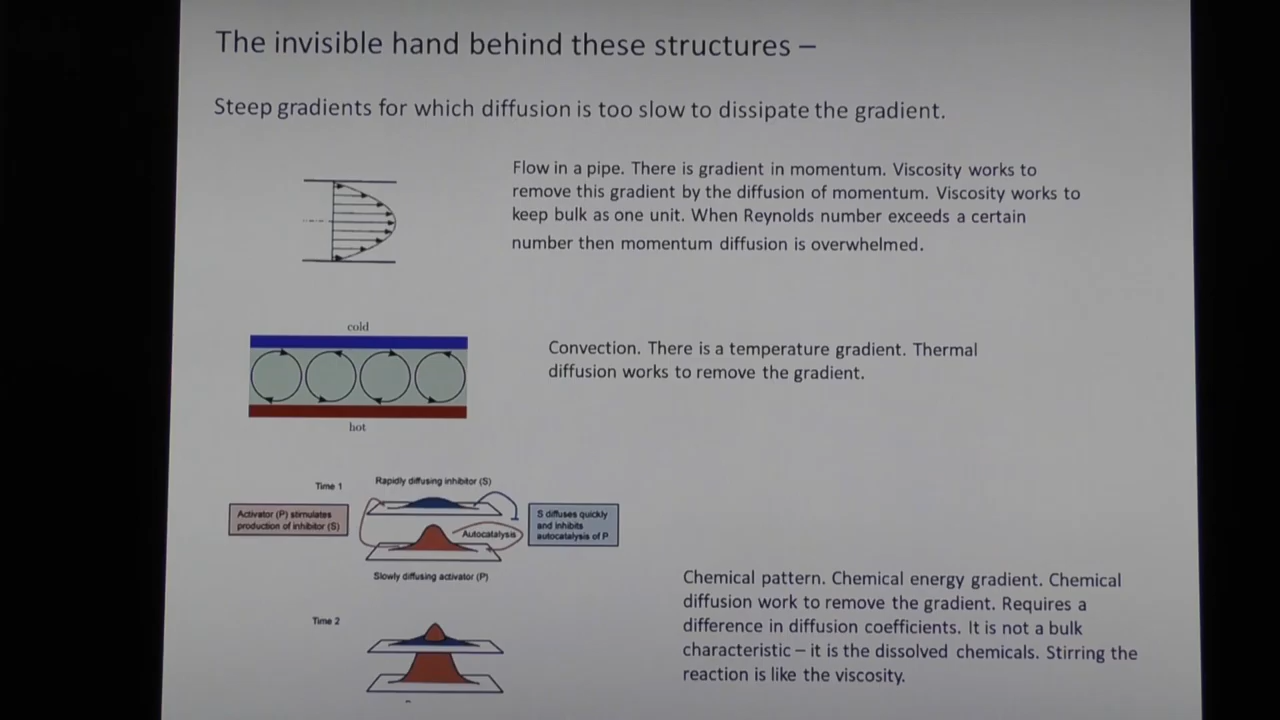 The invisible hand behind these structures –
Steep gradients for which diffusion is too slow to dissipate the gradient.
Flow in a pipe. There is gradient in momentum. Viscosity works to
remove this gradient by the diffusion of momentum. Viscosity works to
keep bulk as one unit. When Reynolds number exceeds a certain
number then momentum diffusion is overwhelmed.
cold
hot
Convection. There is a temperature gradient. Thermal
diffusion works to remove the gradient.
Time 1
Rapidly diffusing inhibitor (S)
Activator (P) stimulates
production of inhibitor (S)
Autocatalysis
S diffuses quickly
and inhibits
autocatalysis of P
Slowly diffusing activator (P)
Time 2
Chemical pattern. Chemical energy gradient. Chemical
diffusion work to remove the gradient. Requires a
difference in diffusion coefficients. It is not a bulk
characteristic – it is the dissolved chemicals. Stirring the
reaction is like the viscosity.